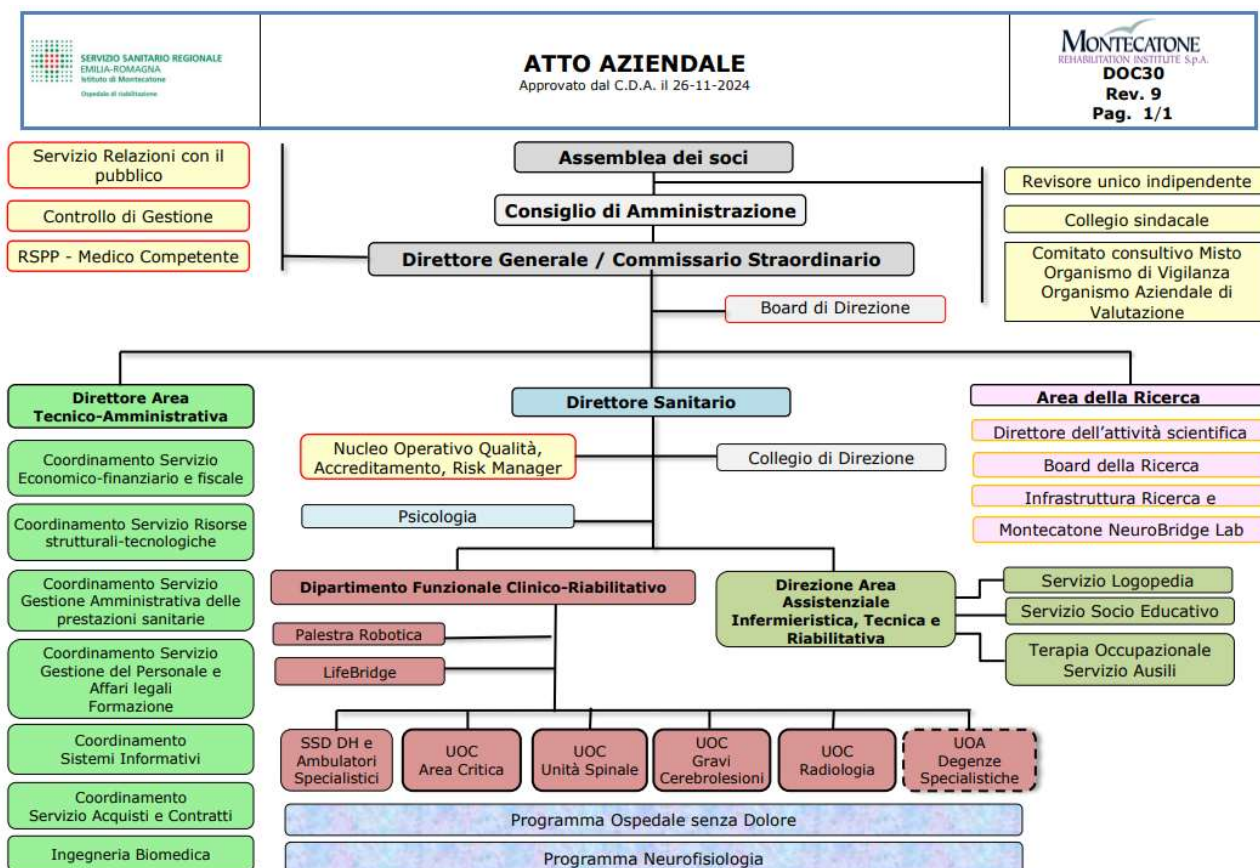 SERVIZIO SANITARIO REGIONALE
EMILIA-ROMAGNA
Istituto di Montecatone
Ospedale di riabilitazione
ATTO AZIENDALE
Approvato dal C.D.A. il 26-11-2024
MONTECATONE
REHABILITATION INSTITUTE S.p.A.
DOC30
Rev. 9
Pag. 1/1
Servizio Relazioni con il
pubblico
Controllo di Gestione
RSPP - Medico Competente
Assemblea dei soci
Consiglio di Amministrazione
Direttore Generale / Commissario Straordinario
Board di Direzione
Revisore unico indipendente
Collegio sindacale
Comitato consultivo Misto
Organismo di Vigilanza
Organismo Aziendale di
Valutazione
Direttore Area
Tecnico-Amministrativa
Coordinamento Servizio
Economico-finanziario e fiscale
Coordinamento Servizio Risorse
strutturali-tecnologiche
Coordinamento Servizio
Gestione Amministrativa delle
prestazioni sanitarie
Coordinamento Servizio
Gestione del Personale e
Affari legali
Formazione
Coordinamento
Sistemi Informativi
Coordinamento
Servizio Acquisti e Contratti
Ingegneria Biomedica
Direttore Sanitario
Nucleo Operativo Qualità,
Accreditamento, Risk Manager
Collegio di Direzione
Psicologia
Area della Ricerca
Direttore dell'attività scientifica
Board della Ricerca
Infrastruttura Ricerca e
Montecatone NeuroBridge Lab
Dipartimento Funzionale Clinico-Riabilitativo
Palestra Robotica
LifeBridge
Direzione Area
Assistenziale
Infermieristica, Tecnica e
Riabilitativa
Servizio Logopedia
Servizio Socio Educativo
Terapia Occupazionale
Servizio Ausili
SSD DH e
Ambulatori
Specialistici
UOC
Area Critica
UOC
Unità Spinale
UOC
Gravi
Cerebrolesioni
UOC
Radiologia
UOA
Degenze
Specialistiche
Programma Ospedale senza Dolore
Programma Neurofisiologia